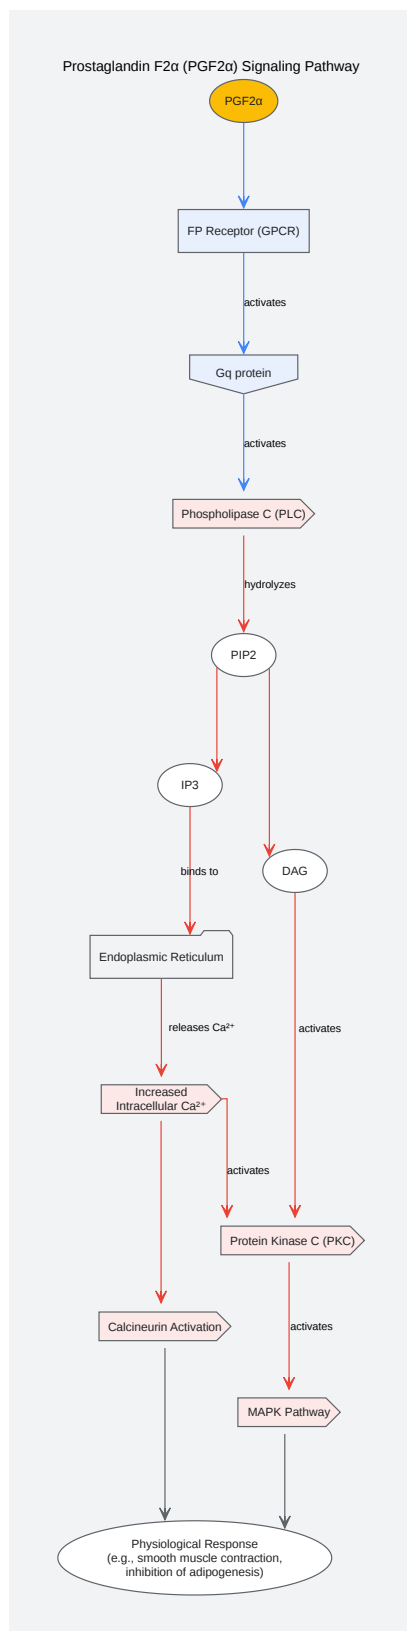 Prostaglandin F2α (PGF2α) Signaling Pathway
PGF2α
FP Receptor (GPCR)
activates
Gq protein
activates
Phospholipase C (PLC)
hydrolyzes
PIP2
IP3
binds to
DAG
Endoplasmic Reticulum
releases Ca²⁺
activates
Increased
Intracellular Ca²⁺
activates
Protein Kinase C (PKC)
Calcineurin Activation
activates
MAPK Pathway
Physiological Response
(e.g., smooth muscle contraction,
inhibition of adipogenesis)